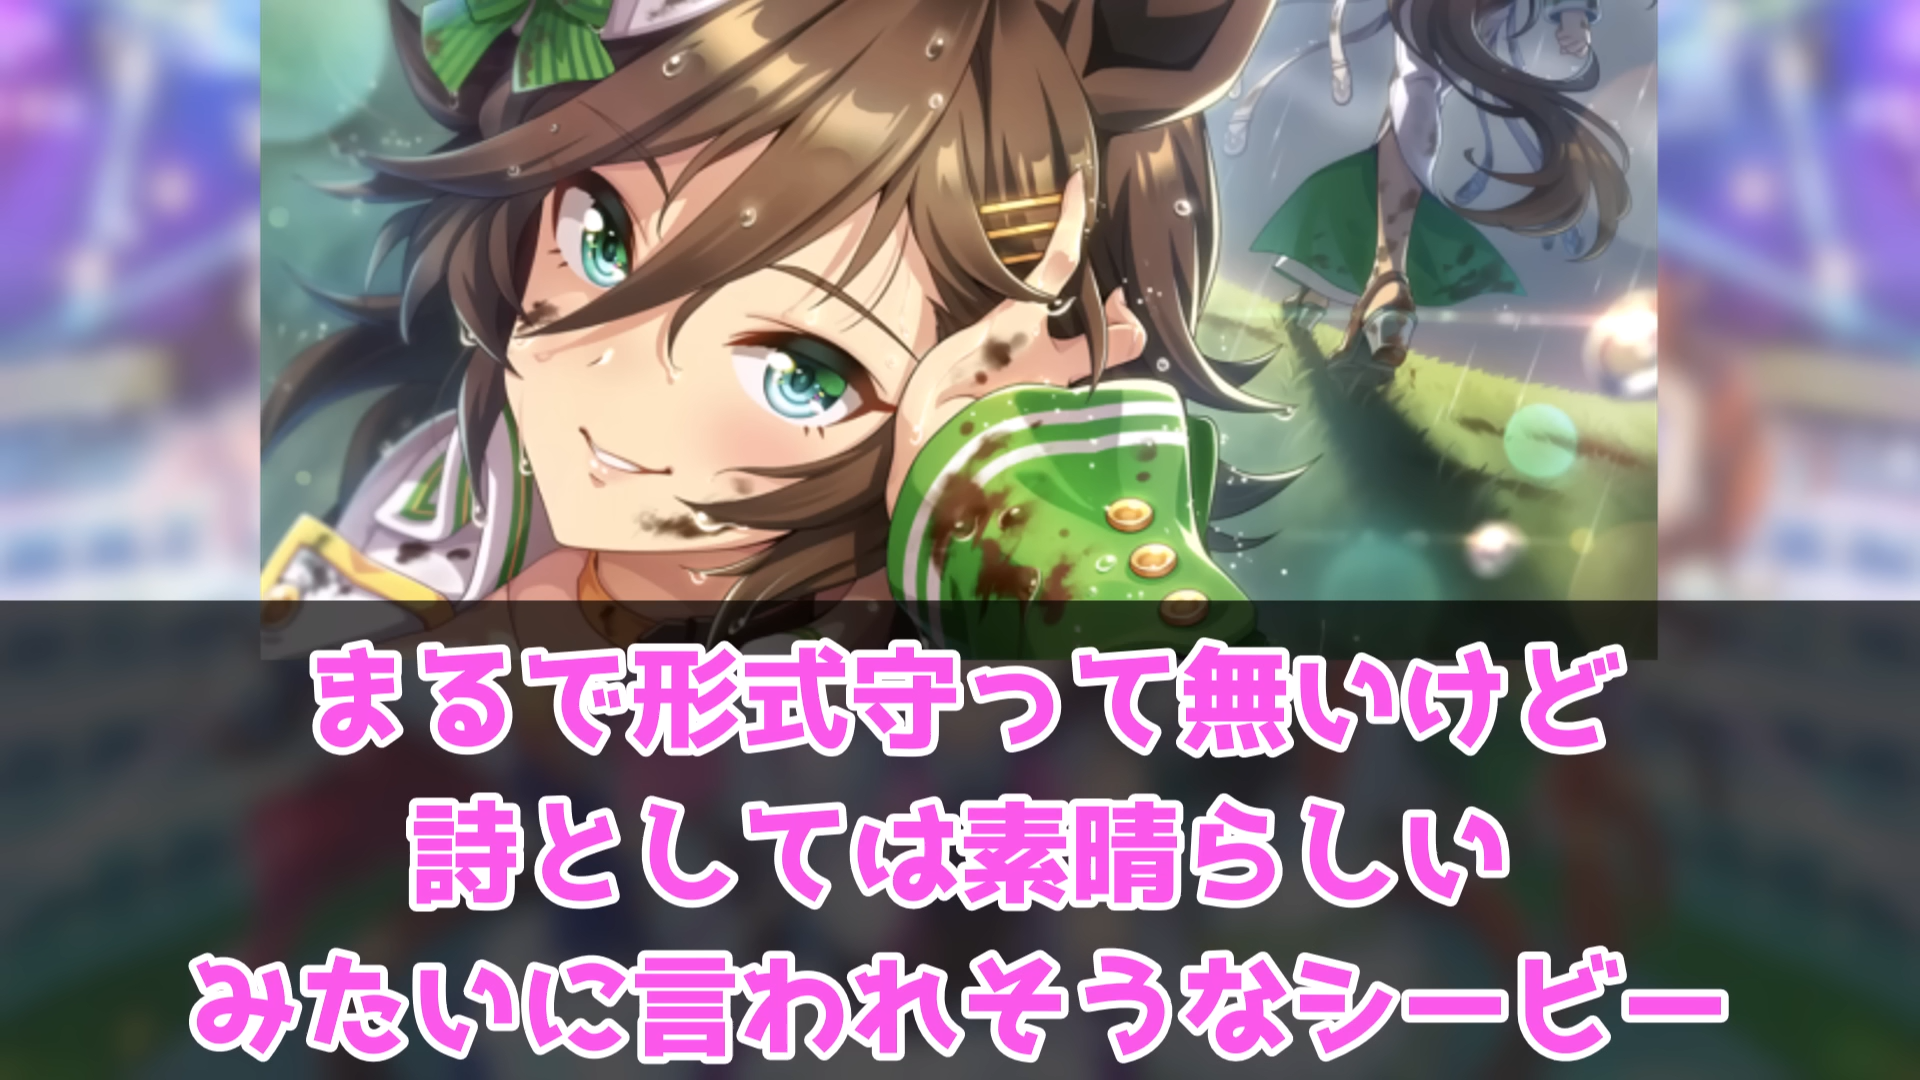 まるで形式守って無いけど
詩としては素晴らしい
みたいに言われそうなシービー